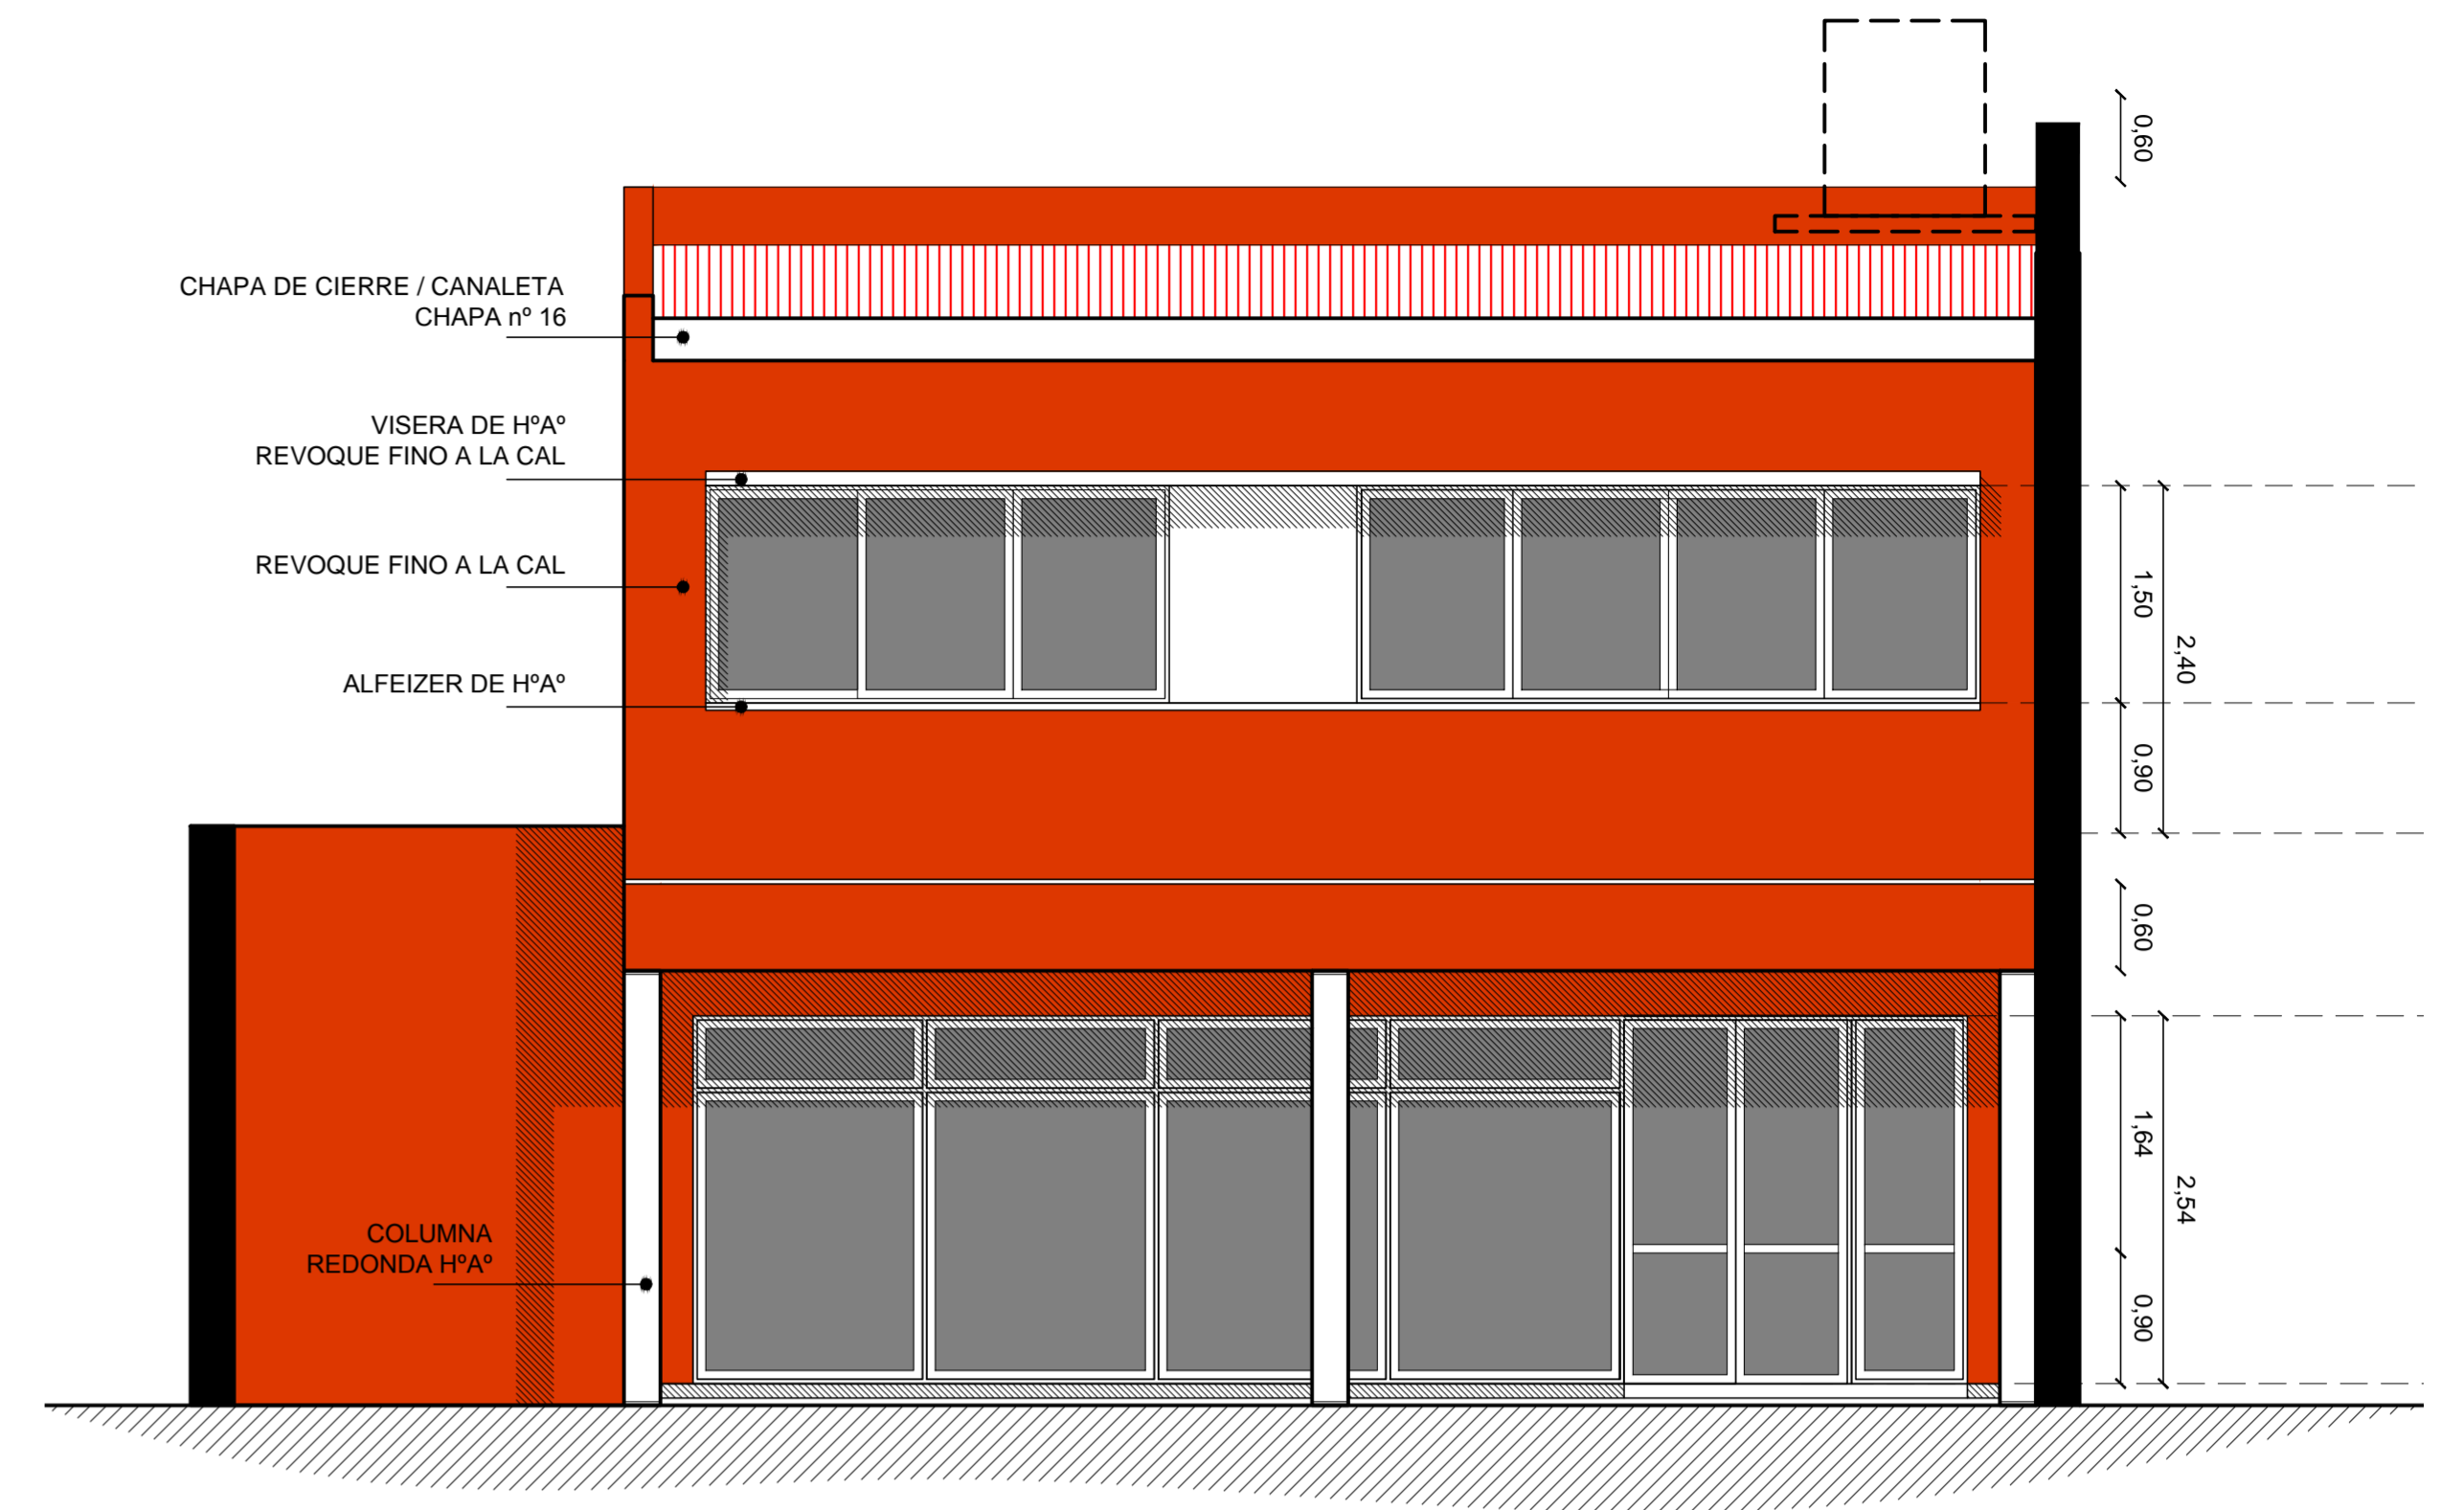 0,60
CHAPA DE CIERRE / CANALETA
CHAPA nº 16
VISERA DE HºAº
REVOQUE FINO A LA CAL
REVOQUE FINO A LA CAL
1,50
2,40
ALFEIZER DE HºAº
0,90
0,60
1,64
2,54
COLUMNA
REDONDA HºAº
0,90